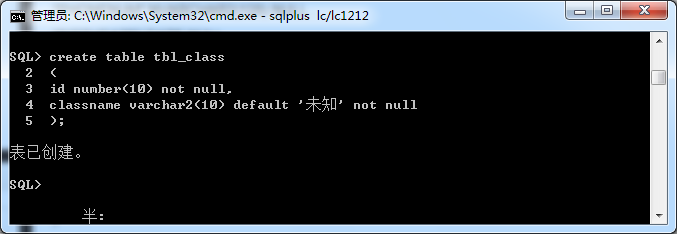 管理员: C:\Windows\System32\cmd.exe - sqlplus  lc/lc1212
SQL> create table tbl_class
  2  (
  3  id number(10) not null,
  4  classname varchar2(10) default '未知' not null
  5  );
表已创建。
SQL>
半: